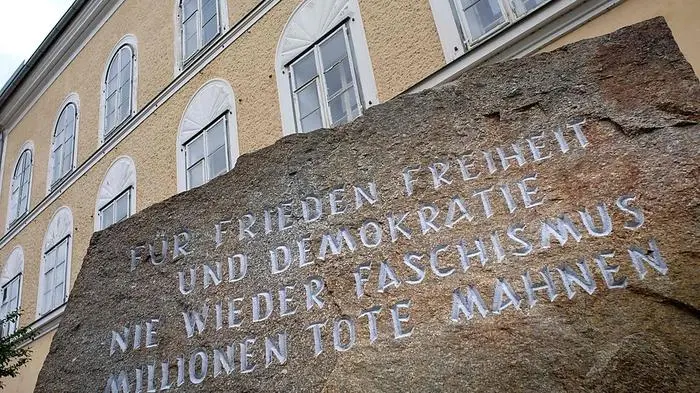 FÜR FRIEDEN FREIHEIT
UND DEMOKRATIE
NIE WIEDER FASCHISMUS
MILLIONEN TOTE MAHNEN